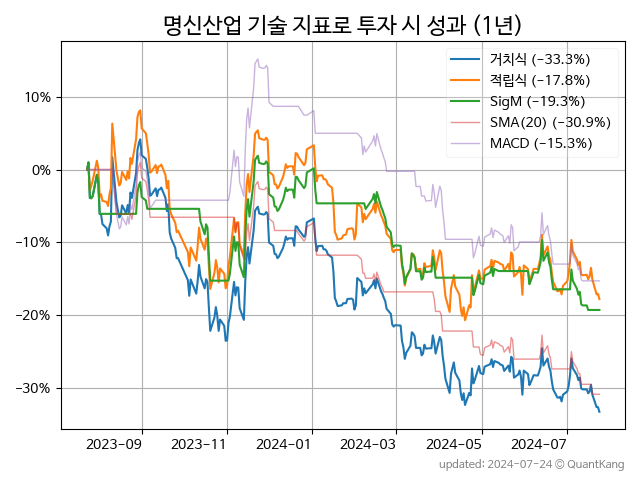 명신산업 기술 지표로 투자 시 성과 (1년)
거치식 (−33.3%)
적립식 (−17.8%)
SigM (−19.3%)
SMA(20) (−30.9%)
MACD (−15.3%)
10%
0%
−10%
−20%
−30%
2023−09 2023−11 2024−01 2024−03 2024−05 2024−07
updated: 2024−07−24 © QuantKang